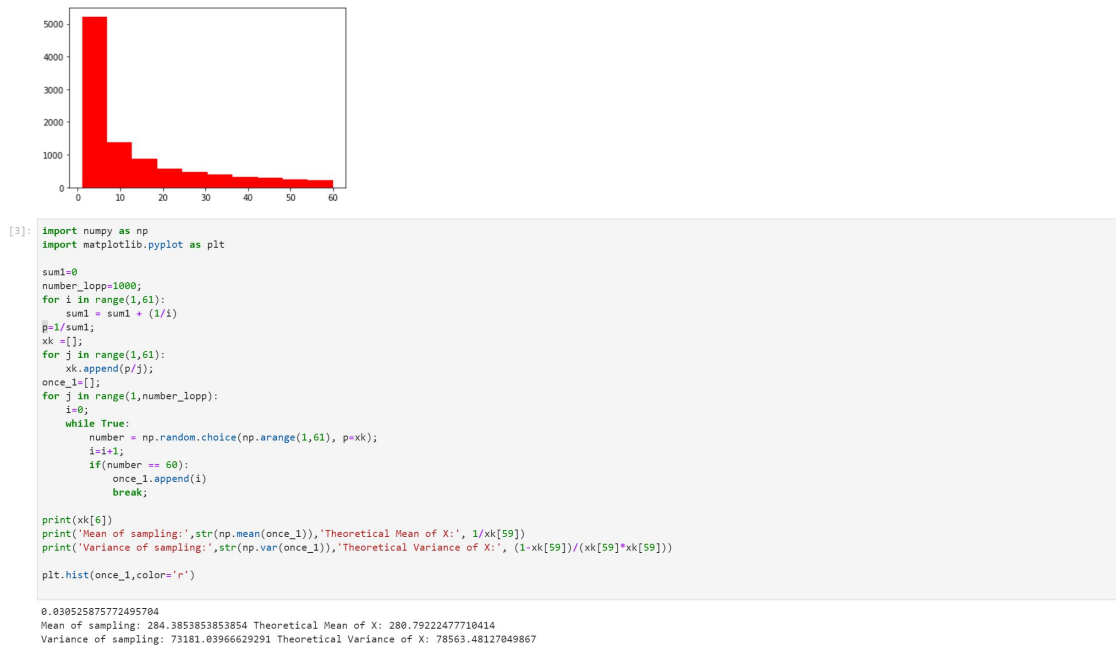 5000
4000
3000
2000
1000
0
0 10 20 30 40 50 60
[3]: import numpy as np
import matplotlib.pyplot as plt
sum1=0
number_lopp=1000;
for i in range(1,61):
    sum1 = sum1 + (1/i)
p=1/sum1;
xk =[];
for j in range(1,61):
    xk.append(p/j);
once_1=[];
for j in range(1,number_lopp):
    i=0;
    while True:
        number = np.random.choice(np.arange(1,61), p=xk);
        i=i+1;
        if(number == 60):
            once_1.append(i)
            break;
print(xk[6])
print('Mean of sampling:',str(np.mean(once_1)),'Theoretical Mean of X:', 1/xk[59])
print('Variance of sampling:',str(np.var(once_1)),'Theoretical Variance of X:', (1-xk[59])/(xk[59]*xk[59]))
plt.hist(once_1,color='r')
0.030525875772495704
Mean of sampling: 284.3853853853854 Theoretical Mean of X: 280.79222477710414
Variance of sampling: 73181.03966629291 Theoretical Variance of X: 78563.48127049867